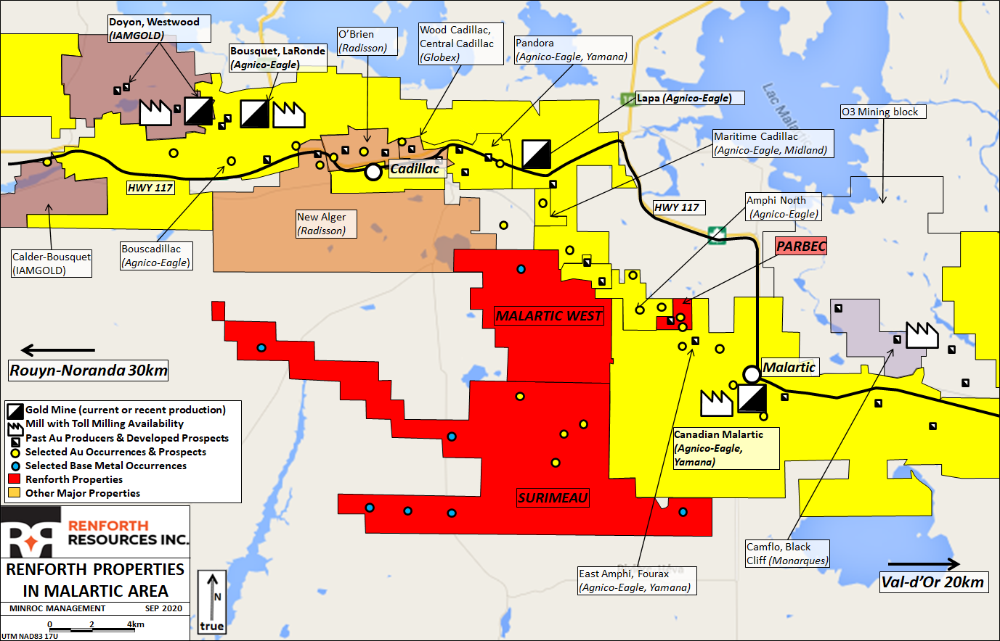 Doyon, Westwood
(IAMGOLD)
Bousquet, LaRonde
(Agnico-Eagle)
O'Brien
(Radisson)
Wood Cadillac,
Central Cadillac
(Globex)
Pandora
(Agnico-Eagle, Yamana)
Lapa (Agnico-Eagle)
Lac Malartic
O3 Mining block
Maritime Cadillac
(Agnico-Eagle, Midland)
Cadillac
HWY 117
HWY 117
Amphi North
(Agnico-Eagle)
New Alger
(Radisson)
PARBEC
Bouscadillac
(Agnico-Eagle)
Calder-Bousquet
(IAMGOLD)
MALARTIC WEST
Rouyn-Noranda 30km
Malartic
Gold Mine (current or recent production)
Mill with Toll Milling Availability
Past Au Producers & Developed Prospects
Selected Au Occurrences & Prospects
Selected Base Metal Occurrences
Renforth Properties
Other Major Properties
Canadian Malartic
(Agnico-Eagle,
Yamana)
SURIMEAU
Camflo, Black
Cliff (Monarques)
East Amphi, Fourax
(Agnico-Eagle, Yamana)
Val-d'Or 20km
RENFORTH
RESOURCES INC.
RENFORTH PROPERTIES
IN MALARTIC AREA
MINROC MANAGEMENT SEP 2020
0 2 4km
UTM NAD83 17U
N
true